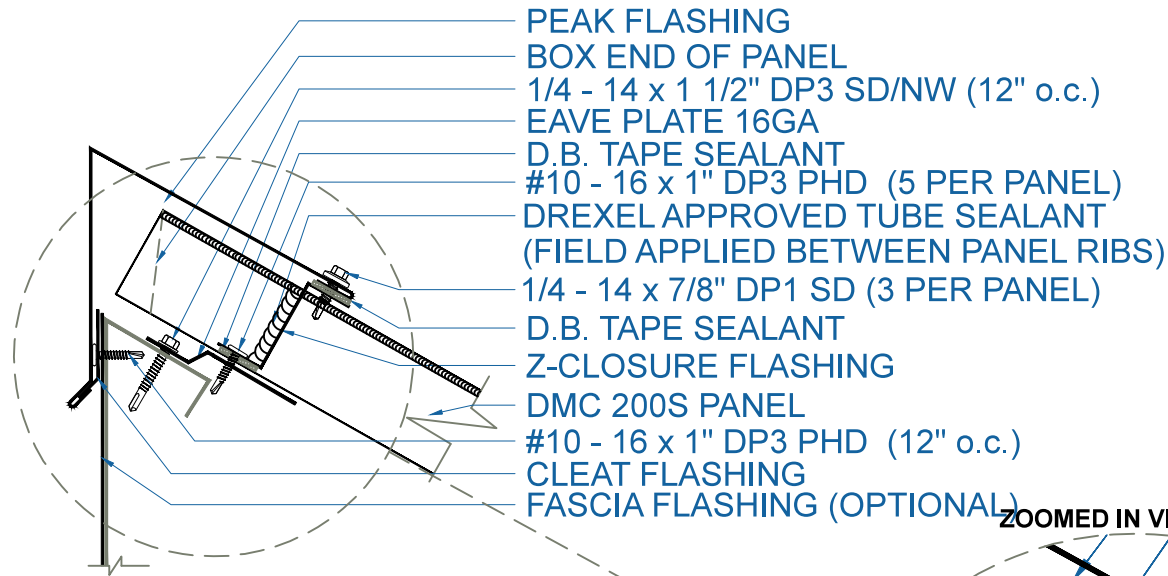 PEAK FLASHING
BOX END OF PANEL
1/4 - 14 x 1 1/2" DP3 SD/NW (12" o.c.)
EAVE PLATE 16GA
D.B. TAPE SEALANT
#10 - 16 x 1" DP3 PHD (5 PER PANEL)
DREXEL APPROVED TUBE SEALANT
(FIELD APPLIED BETWEEN PANEL RIBS)
1/4 - 14 x 7/8" DP1 SD (3 PER PANEL)
D.B. TAPE SEALANT
Z-CLOSURE FLASHING
DMC 200S PANEL
#10 - 16 x 1" DP3 PHD (12" o.c.)
CLEAT FLASHING
FASCIA FLASHING (OPTIONAL)
ZOOMED IN